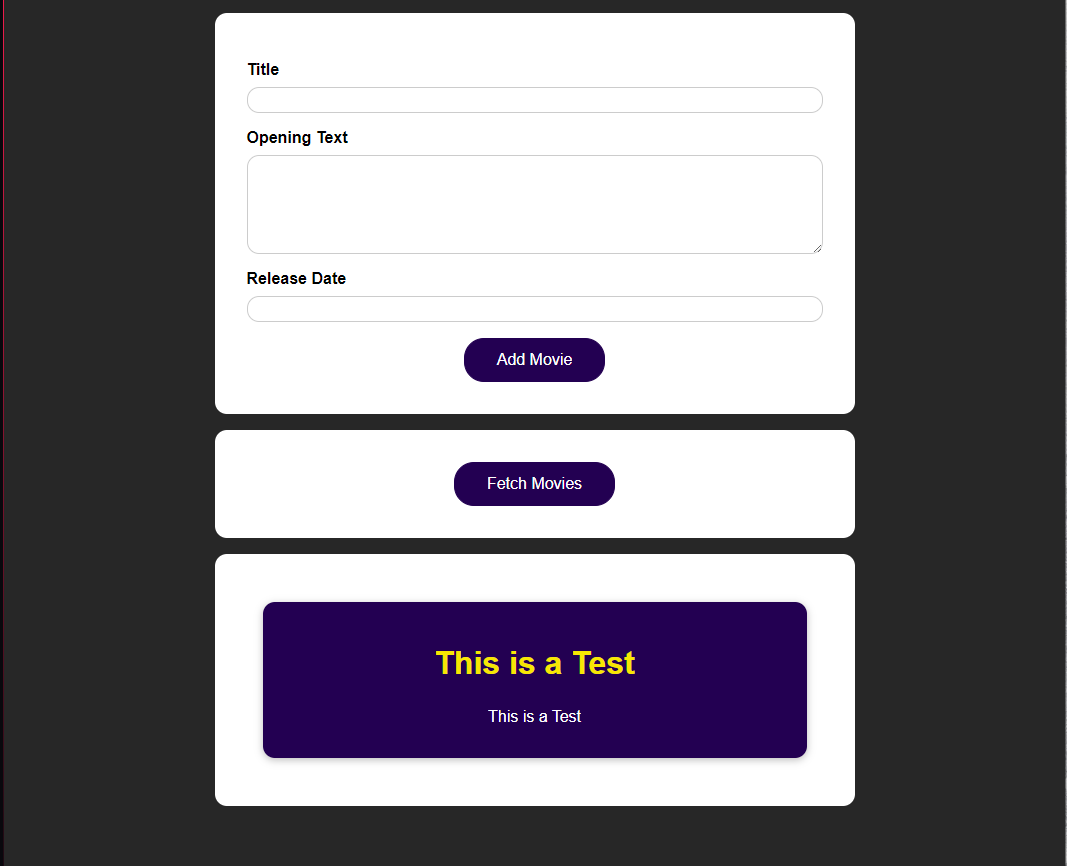 Title
Opening Text
Release Date
Add Movie
Fetch Movies
This is a Test
This is a Test